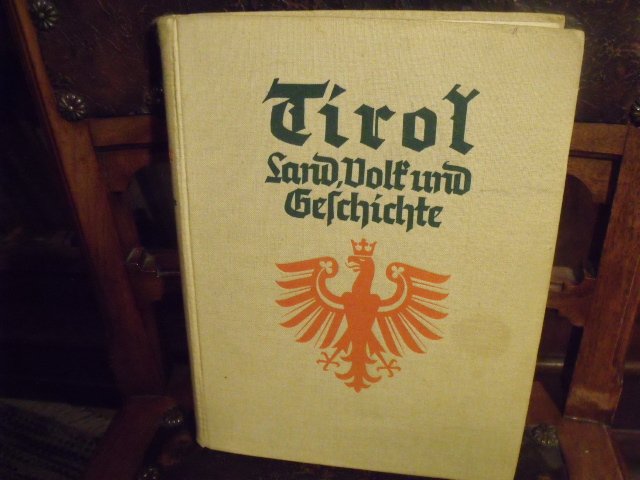 Tirol
Land, Volk und
Geschichte